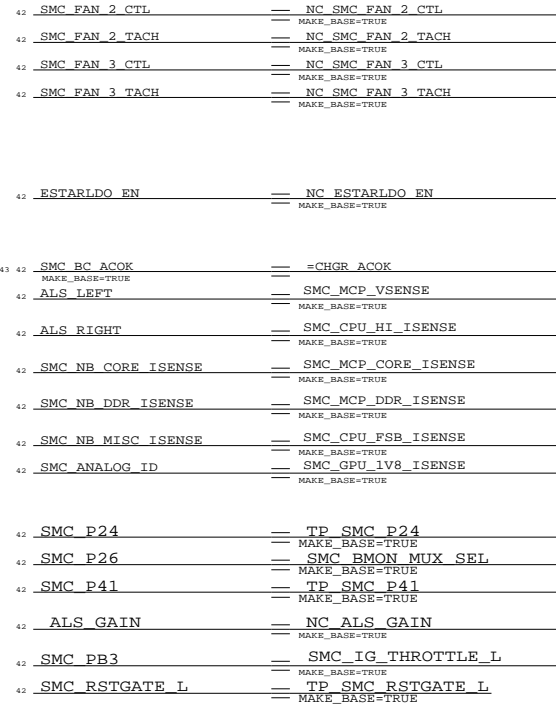 42 SMC_FAN_2_CTL NC_SMC_FAN_2_CTL
MAKE_BASE=TRUE
42 SMC_FAN_2_TACH NC_SMC_FAN_2_TACH
MAKE_BASE=TRUE
42 SMC_FAN_3_CTL NC_SMC_FAN_3_CTL
MAKE_BASE=TRUE
42 SMC_FAN_3_TACH NC_SMC_FAN_3_TACH
MAKE_BASE=TRUE
42 ESTARLDO_EN NC_ESTARLDO_EN
MAKE_BASE=TRUE
43 42 SMC_BC_ACOK =CHGR_ACOK
MAKE_BASE=TRUE
42 ALS_LEFT SMC_MCP_VSENSE
MAKE_BASE=TRUE
42 ALS_RIGHT SMC_CPU_HI_ISENSE
MAKE_BASE=TRUE
42 SMC_NB_CORE_ISENSE SMC_MCP_CORE_ISENSE
MAKE_BASE=TRUE
42 SMC_NB_DDR_ISENSE SMC_MCP_DDR_ISENSE
MAKE_BASE=TRUE
42 SMC_NB_MISC_ISENSE SMC_CPU_FSB_ISENSE
MAKE_BASE=TRUE
42 SMC_ANALOG_ID SMC_GPU_1V8_ISENSE
MAKE_BASE=TRUE
42 SMC_P24 TP_SMC_P24
MAKE_BASE=TRUE
42 SMC_P26 SMC_BMON_MUX_SEL
MAKE_BASE=TRUE
42 SMC_P41 TP_SMC_P41
MAKE_BASE=TRUE
42 ALS_GAIN NC_ALS_GAIN
MAKE_BASE=TRUE
42 SMC_PB3 SMC_IG_THROTTLE_L
MAKE_BASE=TRUE
42 SMC_RSTGATE_L TP_SMC_RSTGATE_L
MAKE_BASE=TRUE